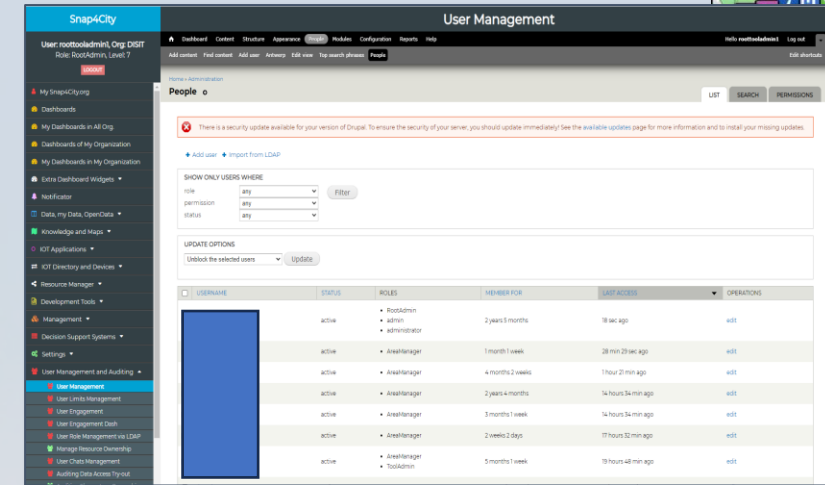 Snap4City
User Management
User: roottooladmin1, Org: DISIT
Role: RootAdmin, Level: 7
LOGOUT
Dashboard Content Structure Appearance People Modules Configuration Reports Help
Hello roottooladmin1 Log out
Add content Find content Add user Antwerp Edit view Top search phrases People
Edit shortcuts
My Snap4City.org
Dashboards
My Dashboards in All Org.
Dashboards of My Organization
My Dashboards in My Organization
Extra Dashboard Widgets
Notificator
Data, my Data, OpenData
Knowledge and Maps
IOT Applications
IOT Directory and Devices
Resource Manager
Development Tools
Management
Decision Support Systems
Settings
User Management and Auditing
User Management
User Limits Management
User Engagement
User Engagement Dash
User Role Management via LDAP
Manage Resource Ownership
User Chats Management
Auditing Data Access Try-out
Home » Administration
People
LIST SEARCH PERMISSIONS
There is a security update available for your version of Drupal. To ensure the security of your server, you should update immediately! See the available updates page for more information and to install your missing updates.
+ Add user + Import from LDAP
SHOW ONLY USERS WHERE
role any Filter
permission any
status any
UPDATE OPTIONS
Unblock the selected users Update
USERNAME STATUS ROLES MEMBER FOR LAST ACCESS OPERATIONS
• RootAdmin
active • admin 2 years 5 months 18 sec ago edit
• administrator
active • AreaManager 1 month 1 week 28 min 29 sec ago edit
active • AreaManager 4 months 2 weeks 1 hour 21 min ago edit
active • AreaManager 2 years 4 months 14 hours 34 min ago edit
active • AreaManager 3 months 1 week 14 hours 34 min ago edit
active • AreaManager 2 weeks 2 days 17 hours 32 min ago edit
• AreaManager
active 5 months 1 week 19 hours 48 min ago edit
• ToolAdmin